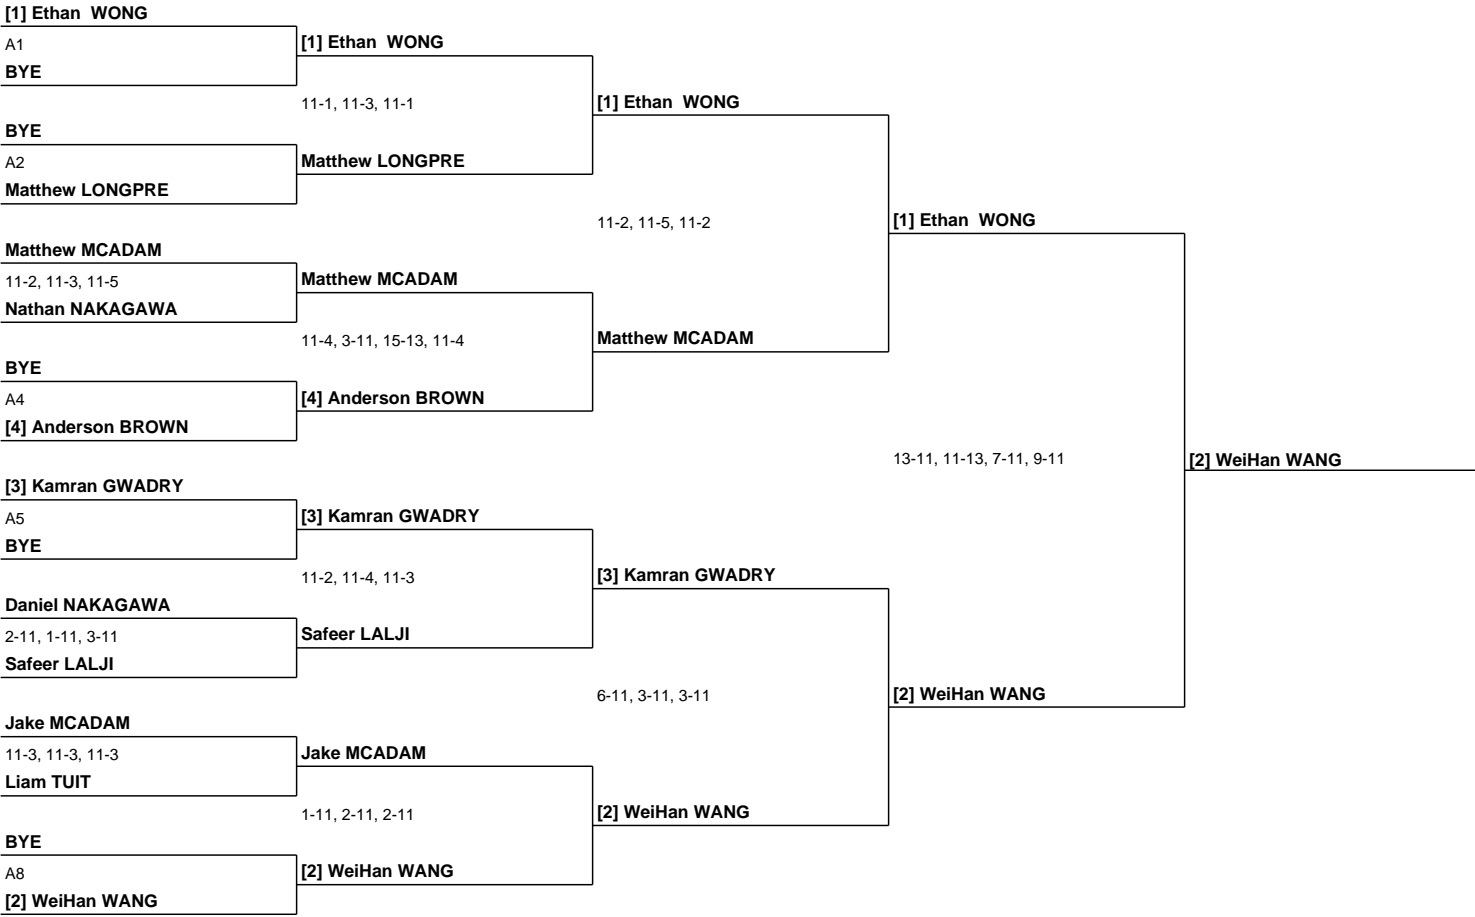 [1] Ethan  WONG
A1
BYE
BYE
A2
Matthew LONGPRE
Matthew MCADAM
11-2, 11-3, 11-5
Nathan NAKAGAWA
BYE
A4
[4] Anderson BROWN
[3] Kamran GWADRY
A5
BYE
Daniel NAKAGAWA
2-11, 1-11, 3-11
Safeer LALJI
Jake MCADAM
11-3, 11-3, 11-3
Liam TUIT
BYE
A8
[2] WeiHan WANG
[1] Ethan  WONG
11-1, 11-3, 11-1
Matthew LONGPRE
Matthew MCADAM
11-4, 3-11, 15-13, 11-4
[4] Anderson BROWN
[3] Kamran GWADRY
11-2, 11-4, 11-3
Safeer LALJI
Jake MCADAM
1-11, 2-11, 2-11
[2] WeiHan WANG
[1] Ethan  WONG
11-2, 11-5, 11-2
Matthew MCADAM
[3] Kamran GWADRY
6-11, 3-11, 3-11
[2] WeiHan WANG
[1] Ethan  WONG
13-11, 11-13, 7-11, 9-11
[2] WeiHan WANG
[2] WeiHan WANG